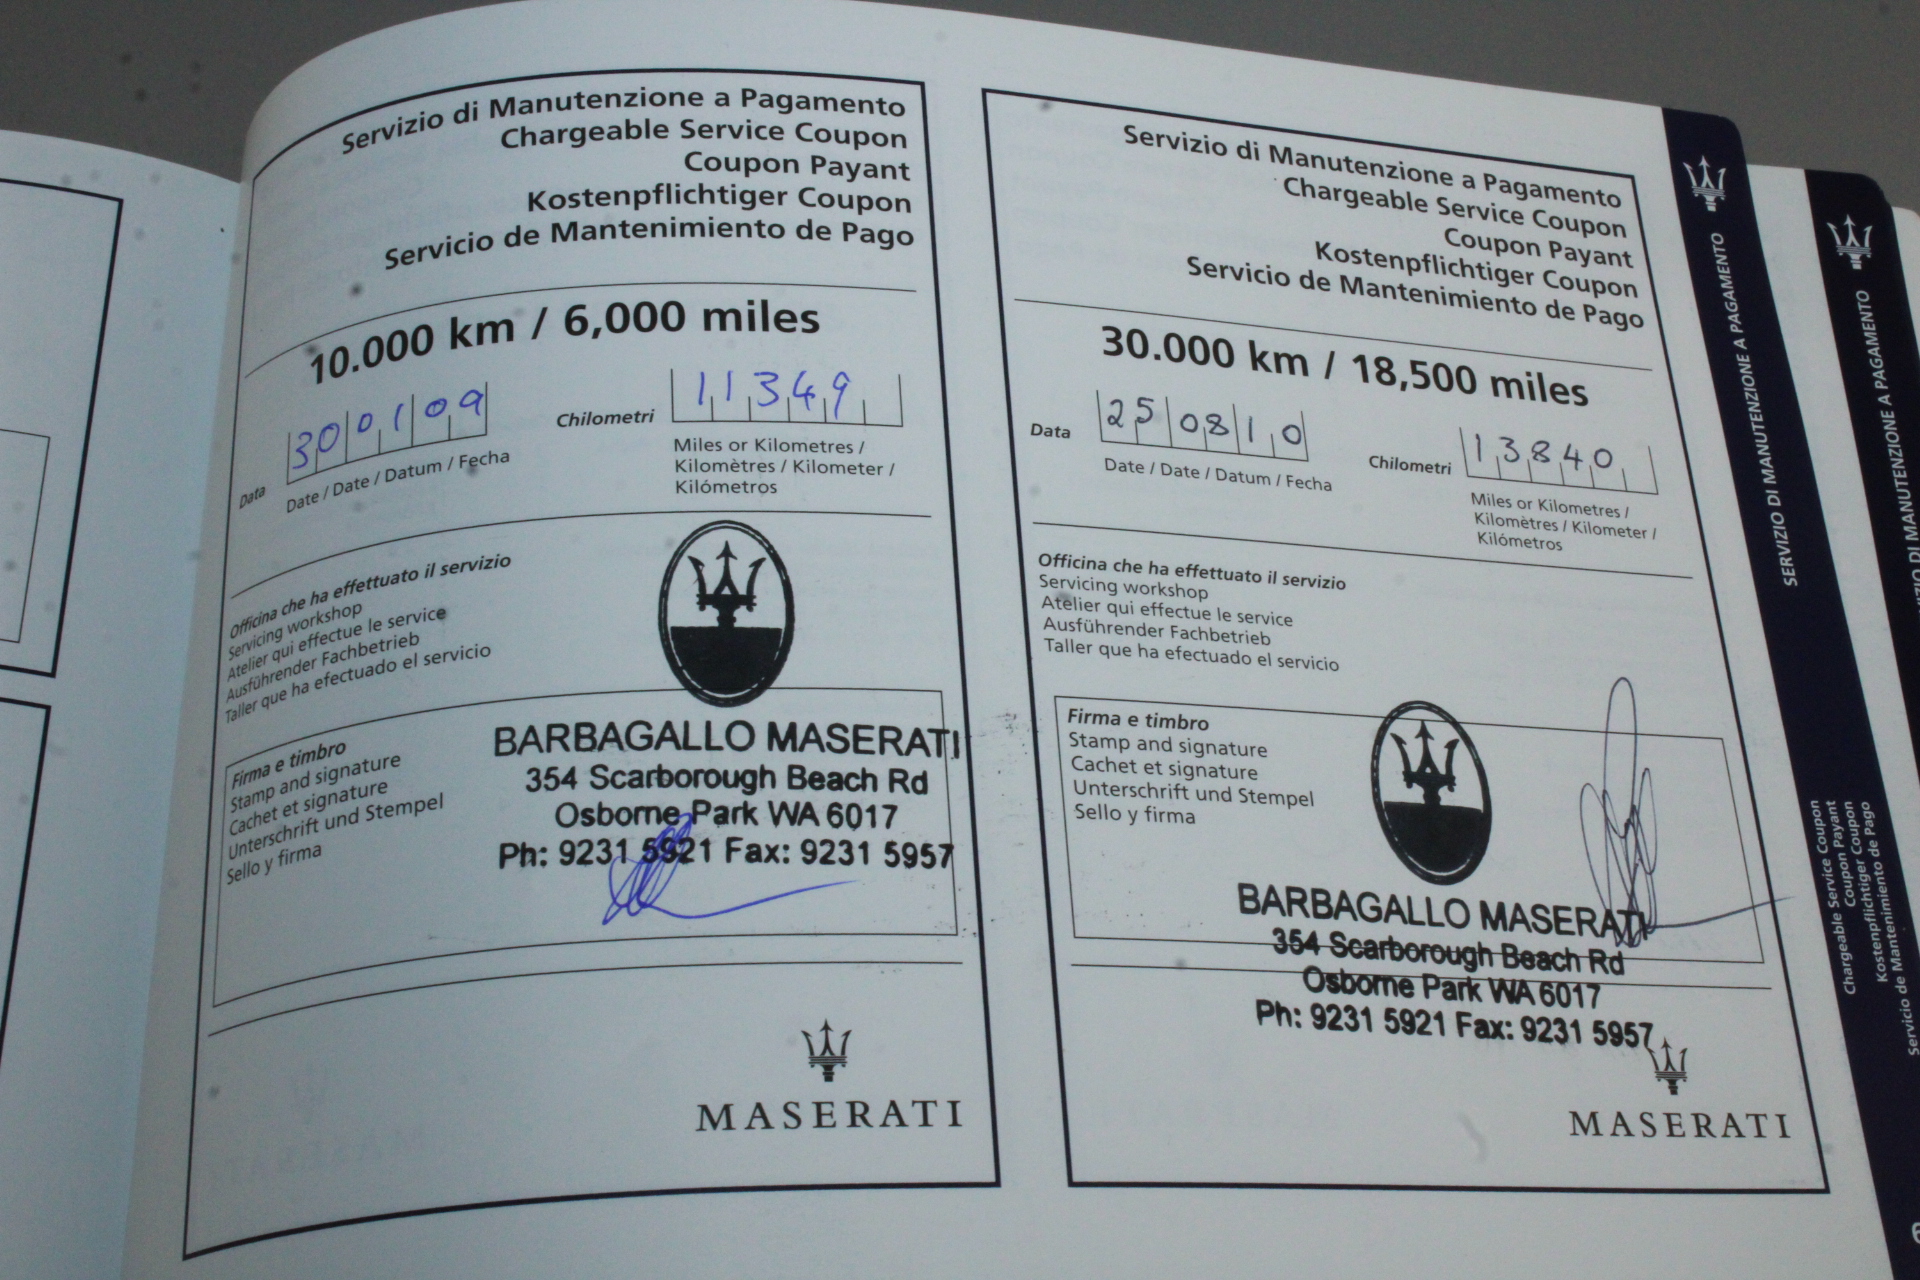 Servizio di Manutenzione a Pagamento
Chargeable Service Coupon
Coupon Payant
Kostenpflichtiger Coupon
Servicio de Mantenimiento de Pago
10.000 km / 6,000 miles
Data 300109 Chilometri 11349
Date / Date / Datum / Fecha
Miles or Kilometres /
Kilomètres / Kilometer /
Kilómetros
Officina che ha effettuato il servizio
Servicing workshop
Atelier qui effectue le service
Ausführender Fachbetrieb
Taller que ha efectuado el servicio
Firma e timbro
Stamp and signature
Cachet et signature
Unterschrift und Stempel
Sello y firma
BARBAGALLO MASERATI
354 Scarborough Beach Rd
Osborne Park WA 6017
Ph: 9231 5921 Fax: 9231 5957
MASERATI
Servizio di Manutenzione a Pagamento
Chargeable Service Coupon
Coupon Payant
Kostenpflichtiger Coupon
Servicio de Mantenimiento de Pago
30.000 km / 18,500 miles
Data 250810 Chilometri 13840
Date / Date / Datum / Fecha
Miles or Kilometres /
Kilomètres / Kilometer /
Kilómetros
Officina che ha effettuato il servizio
Servicing workshop
Atelier qui effectue le service
Ausführender Fachbetrieb
Taller que ha efectuado el servicio
Firma e timbro
Stamp and signature
Cachet et signature
Unterschrift und Stempel
Sello y firma
BARBAGALLO MASERATI
354 Scarborough Beach Rd
Osborne Park WA 6017
Ph: 9231 5921 Fax: 9231 5957
MASERATI
SERVIZIO DI MANUTENZIONE A PAGAMENTO
Chargeable Service Coupon
Coupon Payant
Kostenpflichtiger Coupon
Servicio de Mantenimiento de Pago
DI MANUTENZIONE A PAGAMENTO